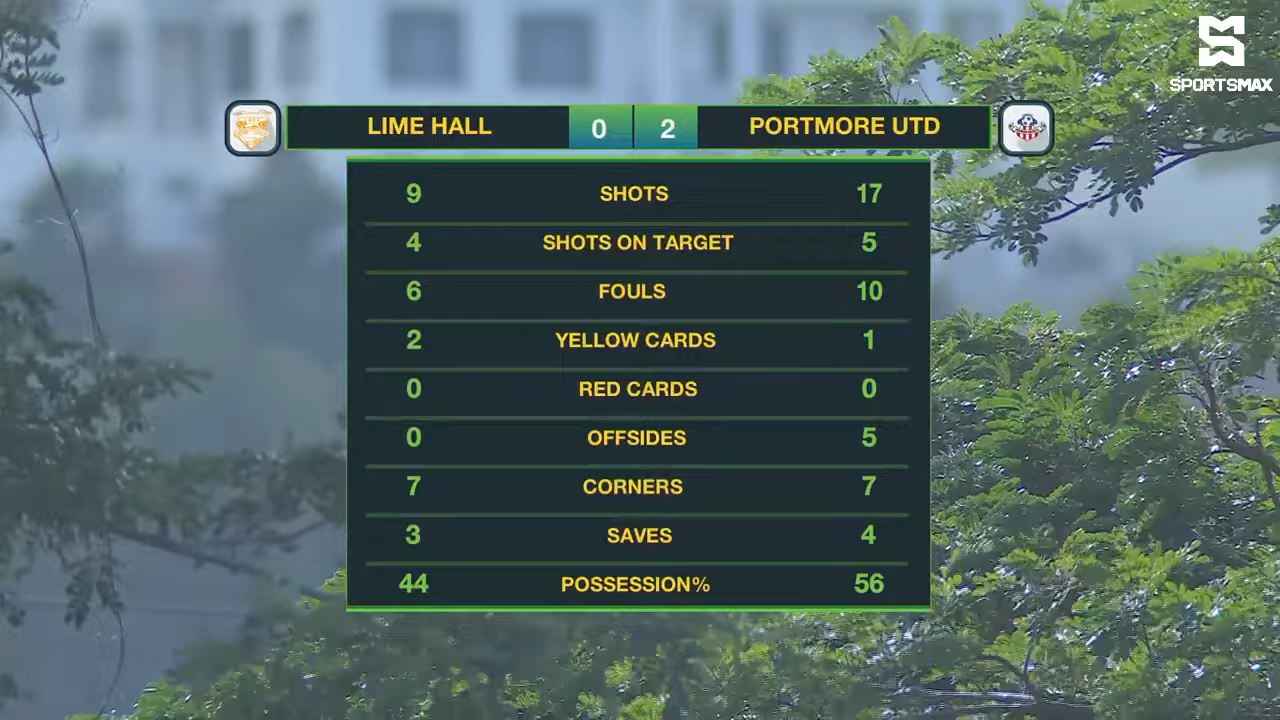 SPORTSMAX
LIME HALL 0 2 PORTMORE UTD
9 SHOTS 17
4 SHOTS ON TARGET 5
6 FOULS 10
2 YELLOW CARDS 1
0 RED CARDS 0
0 OFFSIDES 5
7 CORNERS 7
3 SAVES 4
44 POSSESSION% 56